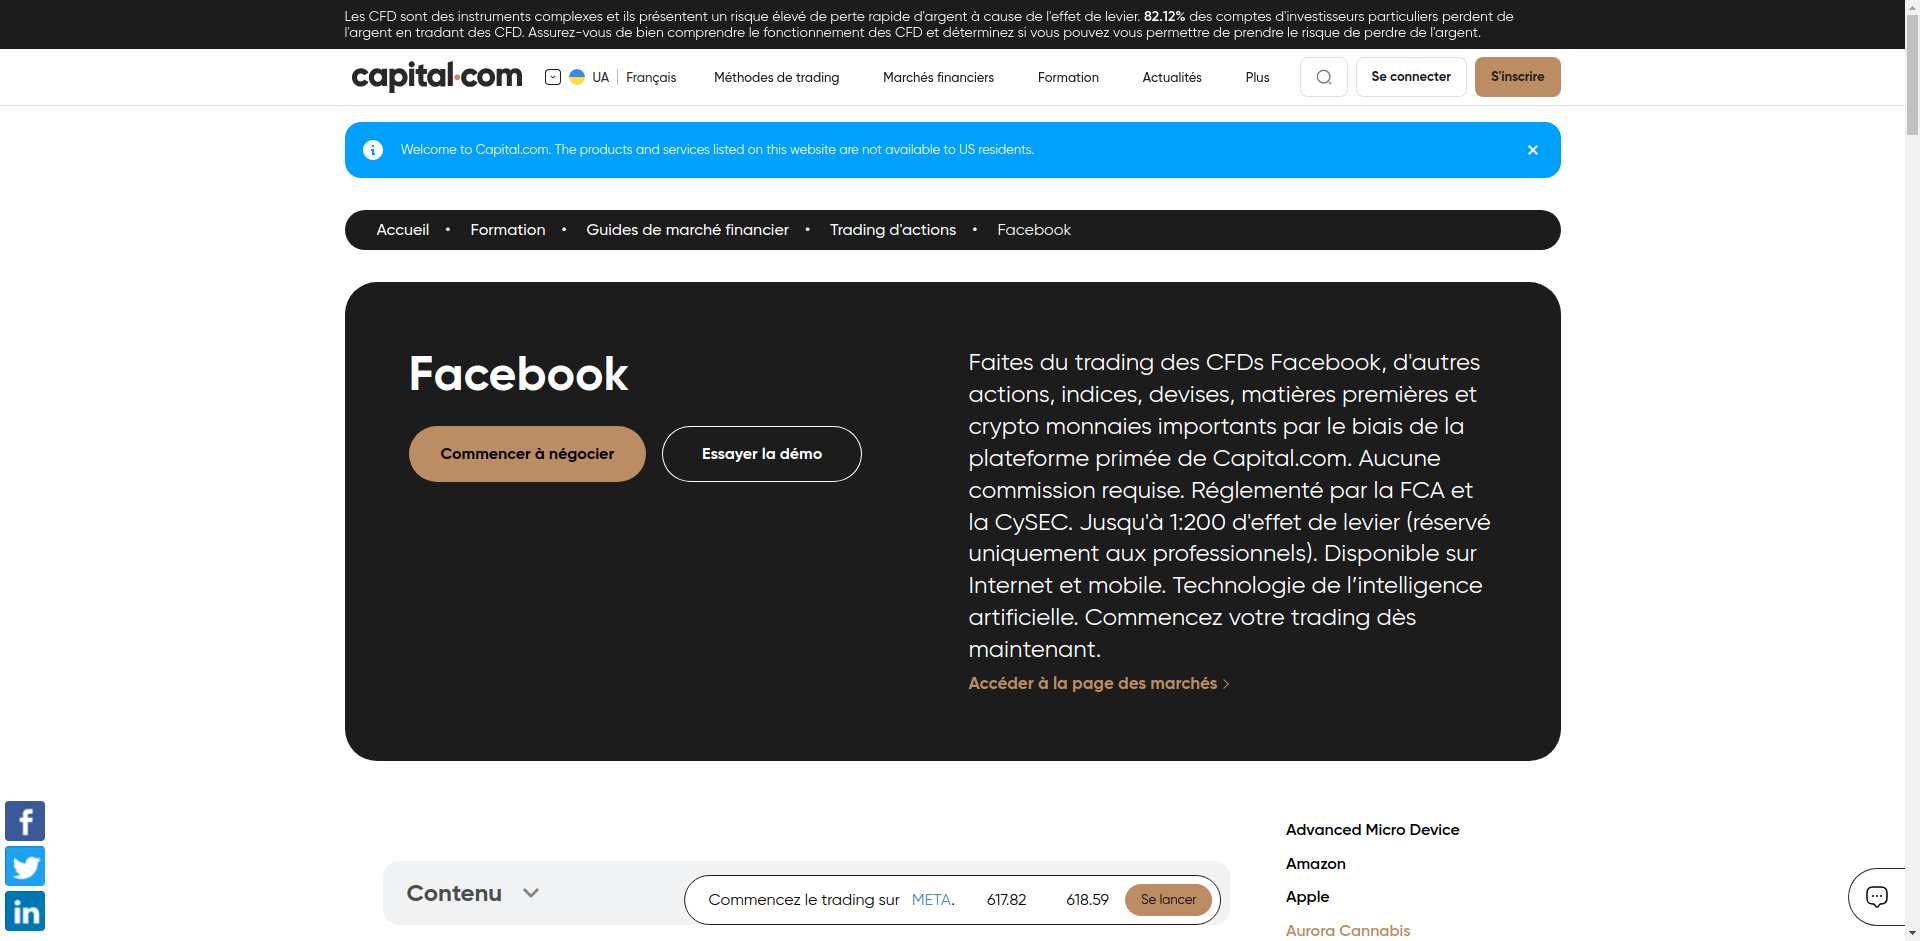 Les CFD sont des instruments complexes et ils présentent un risque élevé de perte rapide d'argent à cause de l'effet de levier. 82.12% des comptes d'investisseurs particuliers perdent de
l'argent en tradant des CFD. Assurez-vous de bien comprendre le fonctionnement des CFD et déterminez si vous pouvez vous permettre de prendre le risque de perdre de l'argent.
capital.com UA Français Méthodes de trading Marchés financiers Formation Actualités Plus Se connecter S'inscrire
Welcome to Capital.com. The products and services listed on this website are not available to US residents.
Accueil • Formation • Guides de marché financier • Trading d'actions • Facebook
Facebook
Commencer à négocier
Essayer la démo
Faites du trading des CFDs Facebook, d'autres
actions, indices, devises, matières premières et
crypto monnaies importants par le biais de la
plateforme primée de Capital.com. Aucune
commission requise. Réglementé par la FCA et
la CySEC. Jusqu'à 1:200 d'effet de levier (réservé
uniquement aux professionnels). Disponible sur
Internet et mobile. Technologie de l’intelligence
artificielle. Commencez votre trading dès
maintenant.
Accéder à la page des marchés
Contenu
Commencez le trading sur META. 617.82 618.59 Se lancer
Advanced Micro Device
Amazon
Apple
Aurora Cannabis